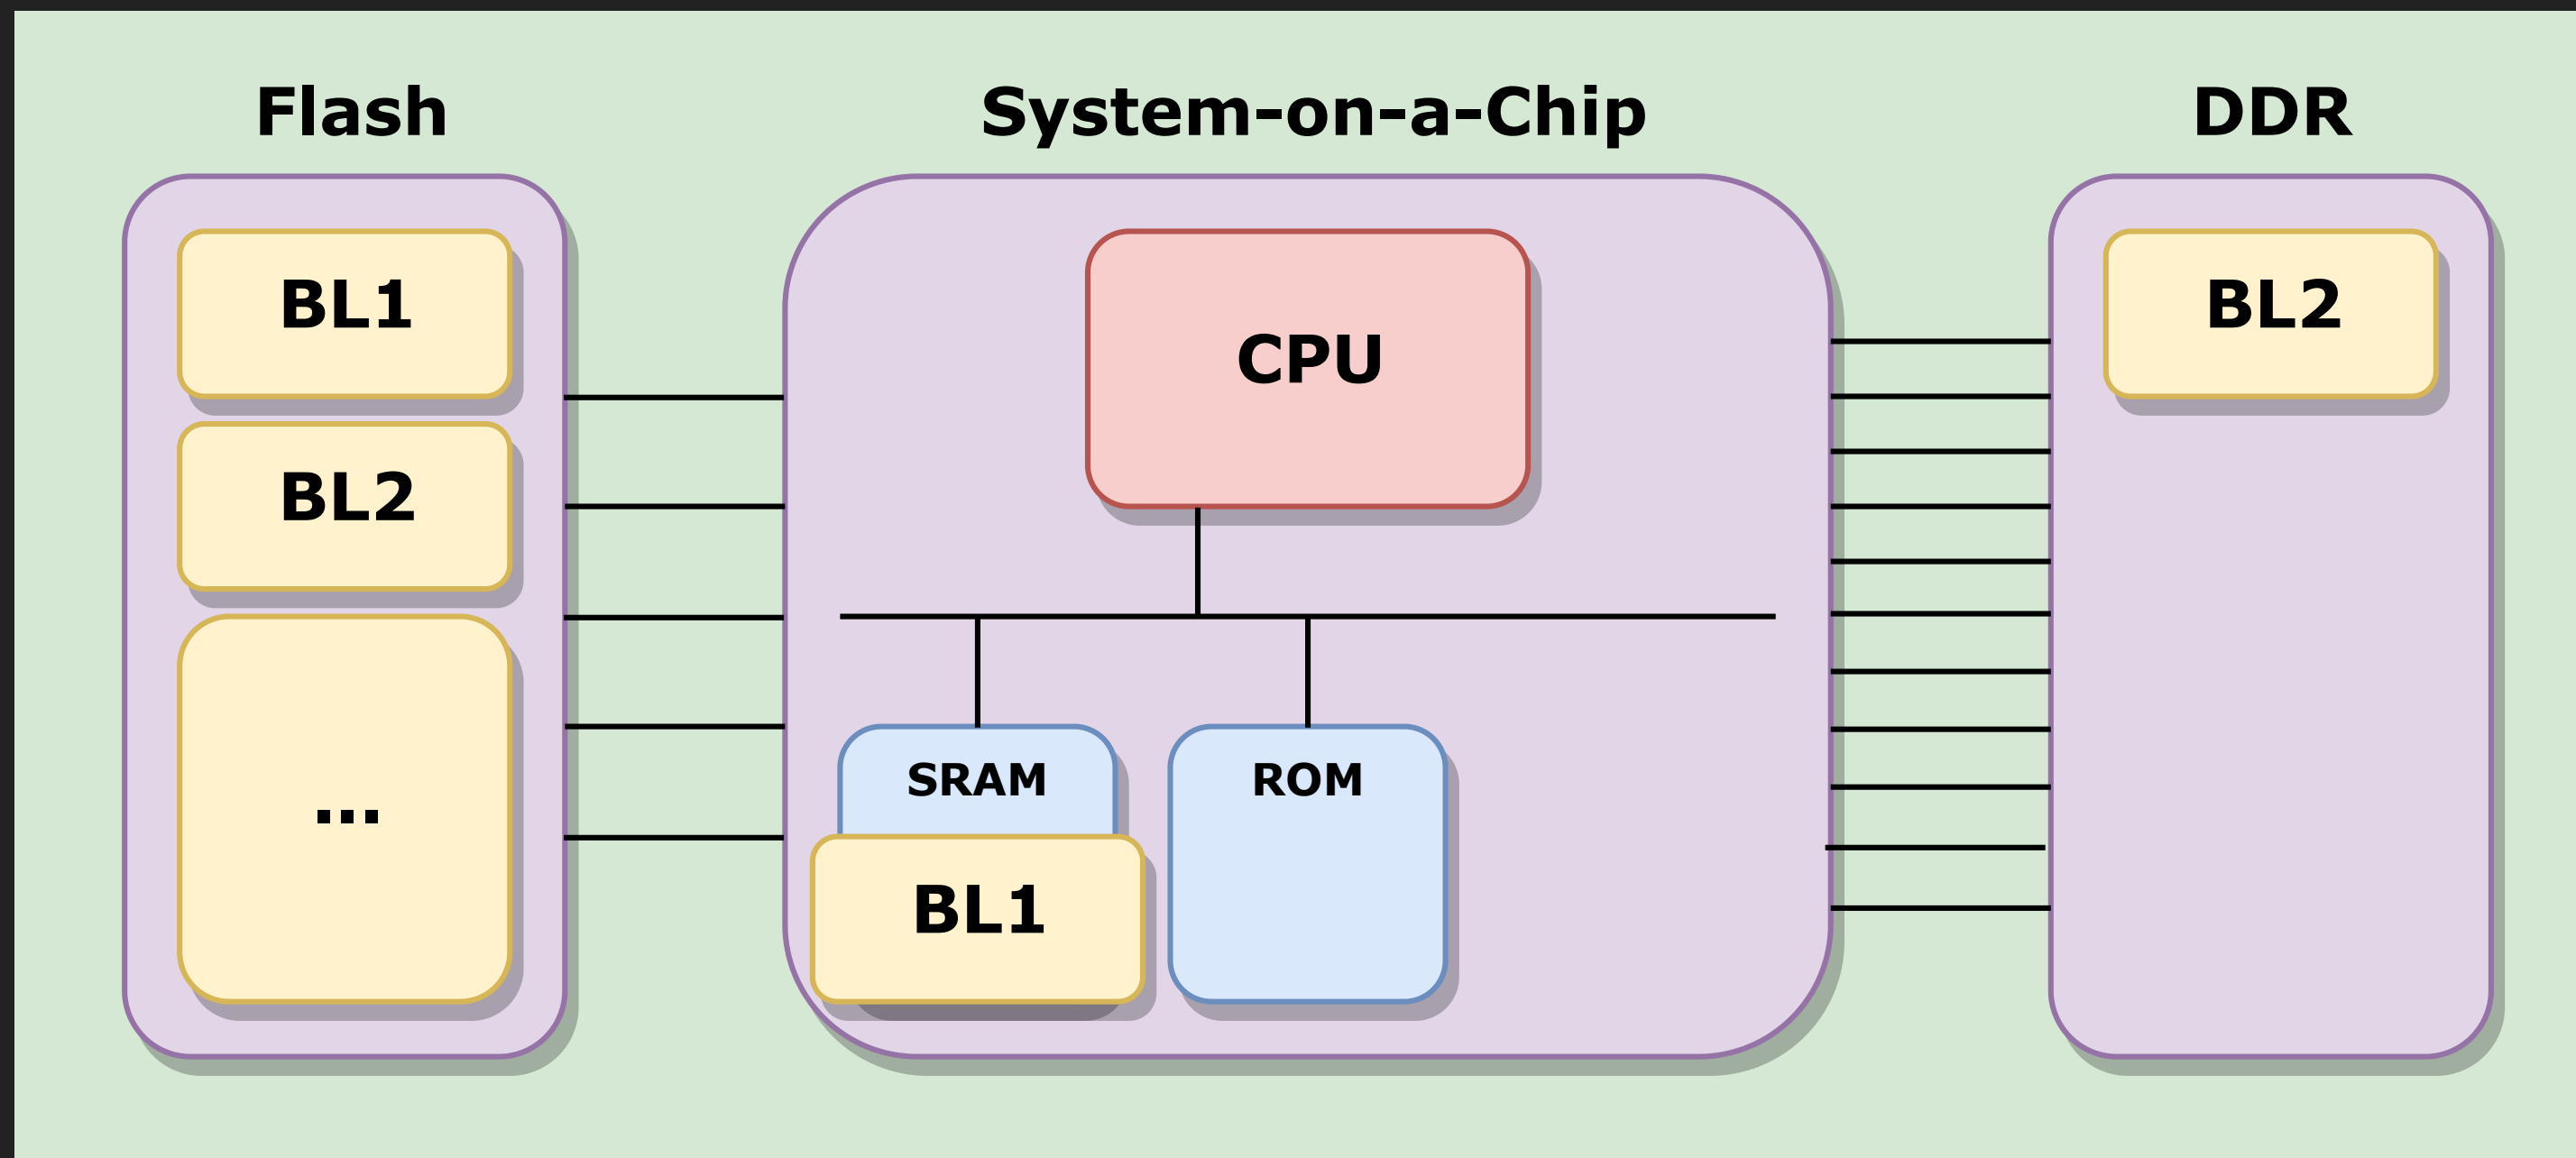 Flash
System-on-a-Chip
DDR
BL1
BL2
...
CPU
SRAM
ROM
BL1
BL2